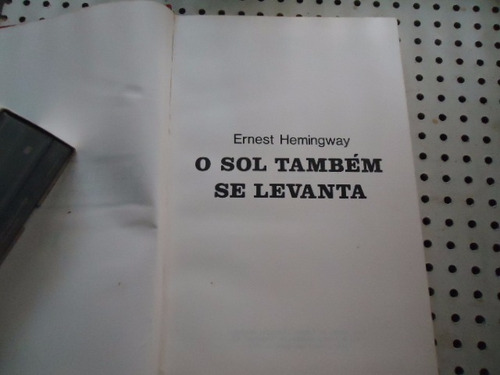 Ernest Hemingway
O SOL TAMBÉM
SE LEVANTA